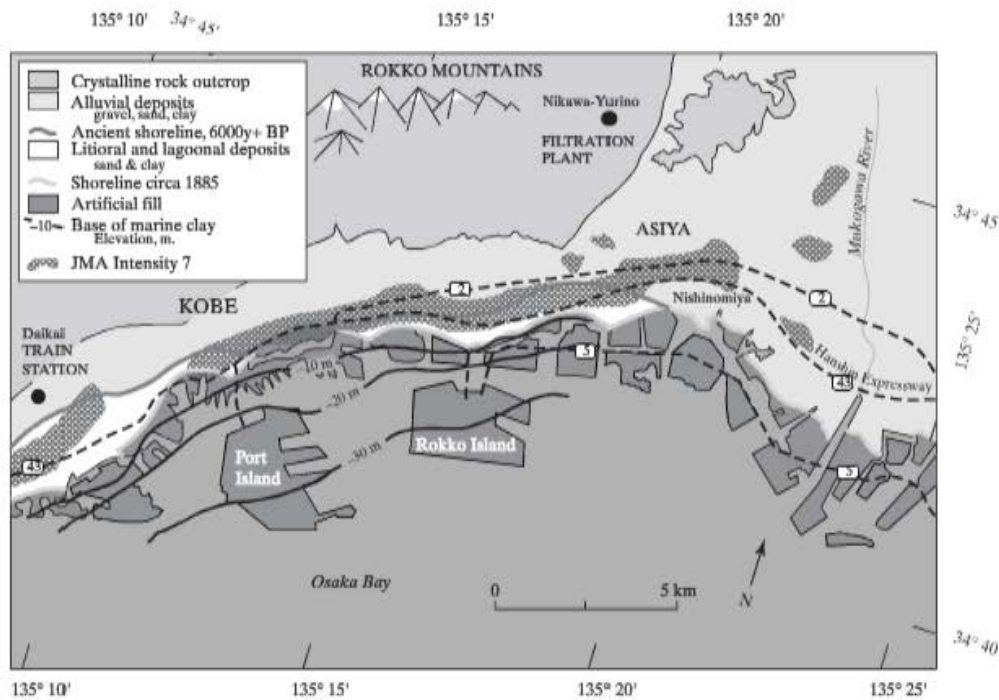 135° 10'
34° 45'
135° 15'
135° 20'
Crystalline rock outcrop
Alluvial deposits
gravel, sand, clay
Ancient shoreline, 6000y+ BP
Litioral and lagoonal deposits
sand & clay
Shoreline circa 1885
Artificial fill
-10- Base of marine clay
Elevation, m.
JMA Intensity 7
ROKKO MOUNTAINS
Nikawa-Yurino
FILTRATION
PLANT
Mukogawa River
34° 45
ASIYA
KOBE
2
2
Nishinomiya
Daikai
TRAIN
STATION
135° 25'
5
Hanshin Expressway
43
-10 m
-20 m
-30 m
Port
Island
Rokko Island
43
5
Osaka Bay
0
5 km
N
34° 40
135° 10'
135° 15'
135° 20'
135° 25'